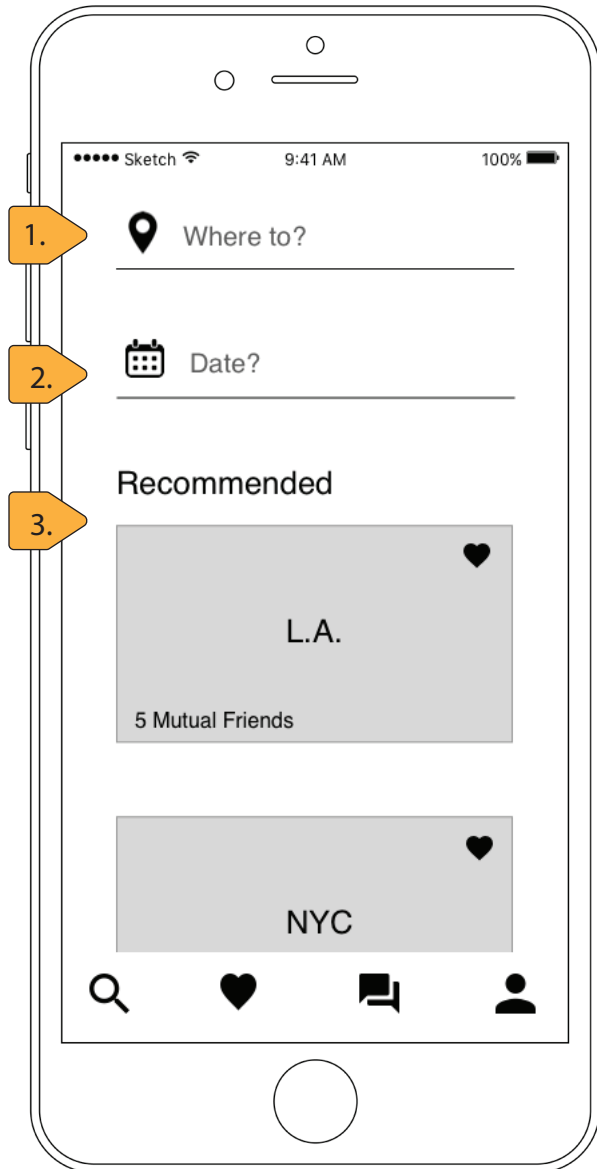 ●●●●● Sketch 9:41 AM 100%
1. Where to?
2. Date?
Recommended
3.
L.A.
5 Mutual Friends
NYC